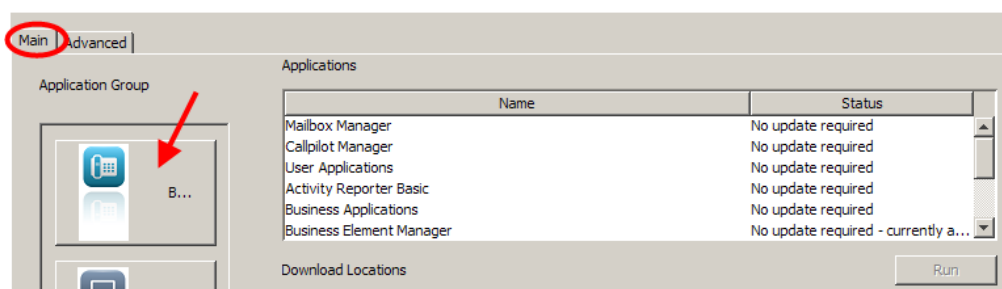 Main Advanced
Application Group
B...
Applications
Name Status
Mailbox Manager No update required
Callpilot Manager No update required
User Applications No update required
Activity Reporter Basic No update required
Business Applications No update required
Business Element Manager No update required - currently a...
Download Locations Run